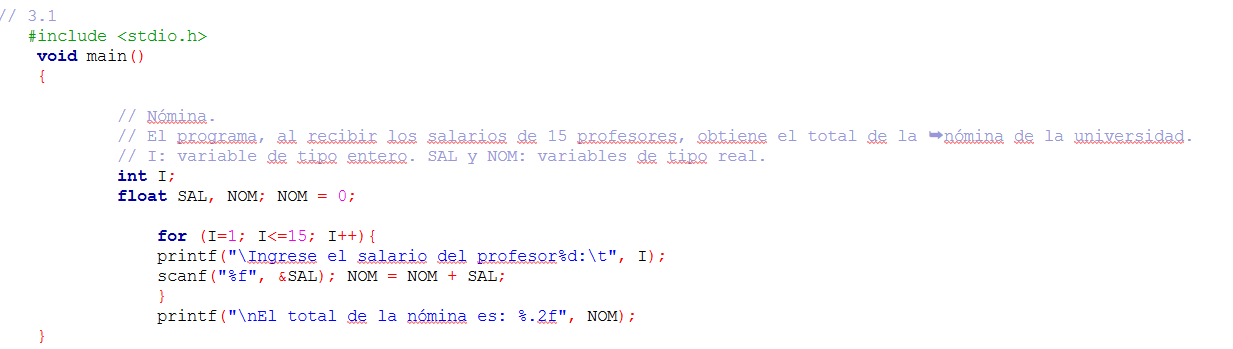 // 3.1
#include <stdio.h>
void main()
{
// Nómina.
// El programa, al recibir los salarios de 15 profesores, obtiene el total de la ➥nómina de la universidad.
// I: variable de tipo entero. SAL y NOM: variables de tipo real.
int I;
float SAL, NOM; NOM = 0;
for (I=1; I<=15; I++){
printf("\Ingrese el salario del profesor%d:\t", I);
scanf("%f", &SAL); NOM = NOM + SAL;
}
printf("\nEl total de la nómina es: %.2f", NOM);
}